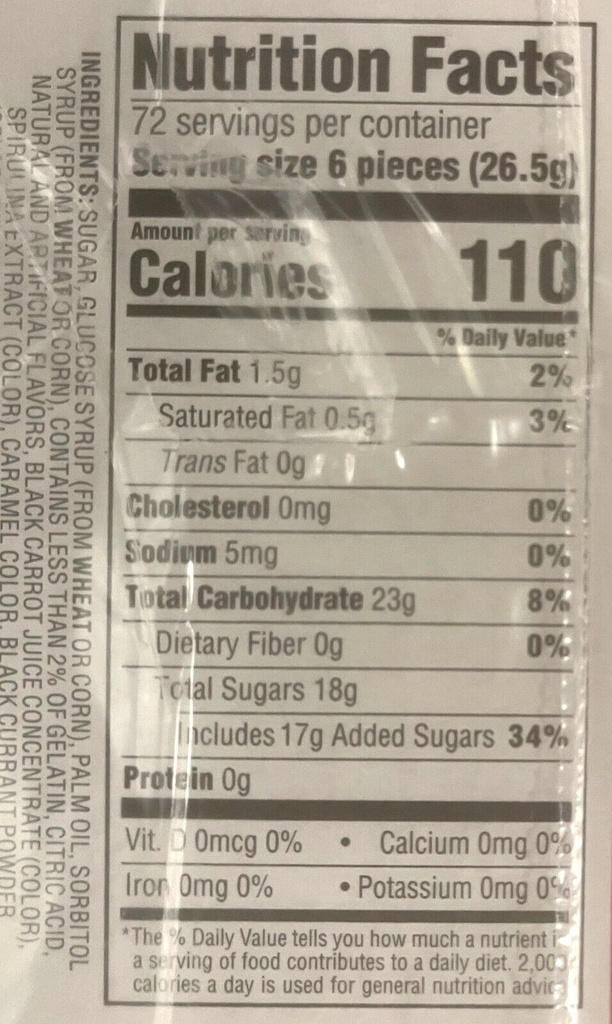 Nutrition Facts
72 servings per container
Serving size 6 pieces (26.5g)
Amount per serving
Calories 110
% Daily Value*
Total Fat 1.5g 2%
Saturated Fat 0.5g 3%
Trans Fat 0g
Cholesterol 0mg 0%
Sodium 5mg 0%
Total Carbohydrate 23g 8%
Dietary Fiber 0g 0%
Total Sugars 18g
Includes 17g Added Sugars 34%
Protein 0g
Vit. D 0mcg 0% • Calcium 0mg 0%
Iron 0mg 0% • Potassium 0mg 0%
*The % Daily Value tells you how much a nutrient i
a serving of food contributes to a daily diet. 2,000
calories a day is used for general nutrition advic
INGREDIENTS: SUGAR, GLUCOSE SYRUP (FROM WHEAT OR CORN), PALM OIL, SORBITOL
SYRUP (FROM WHEAT OR CORN), CONTAINS LESS THAN 2% OF GELATIN, CITRIC ACID,
NATURAL AND ARTIFICIAL FLAVORS, BLACK CARROT JUICE CONCENTRATE (COLOR),
SPIRULINA EXTRACT (COLOR), CARAMEL COLOR, BLACK CURRANT POWDER